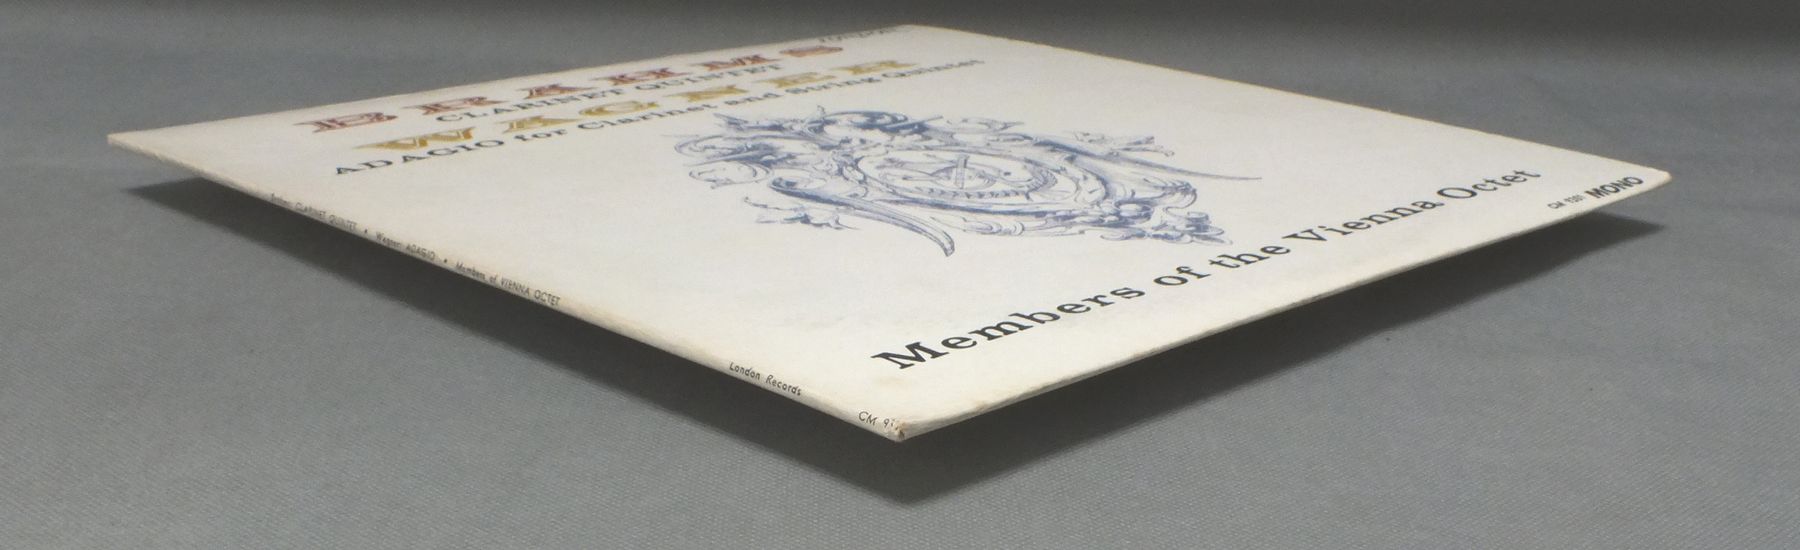 BRAHMS
CLARINET QUINTET
WAGNER
ADAGIO for Clarinet and String Quintet
Members of the Vienna Octet
MONO
Brahms: CLARINET QUINTET • Wagner: ADAGIO • Members of VIENNA OCTET
London Records
CM